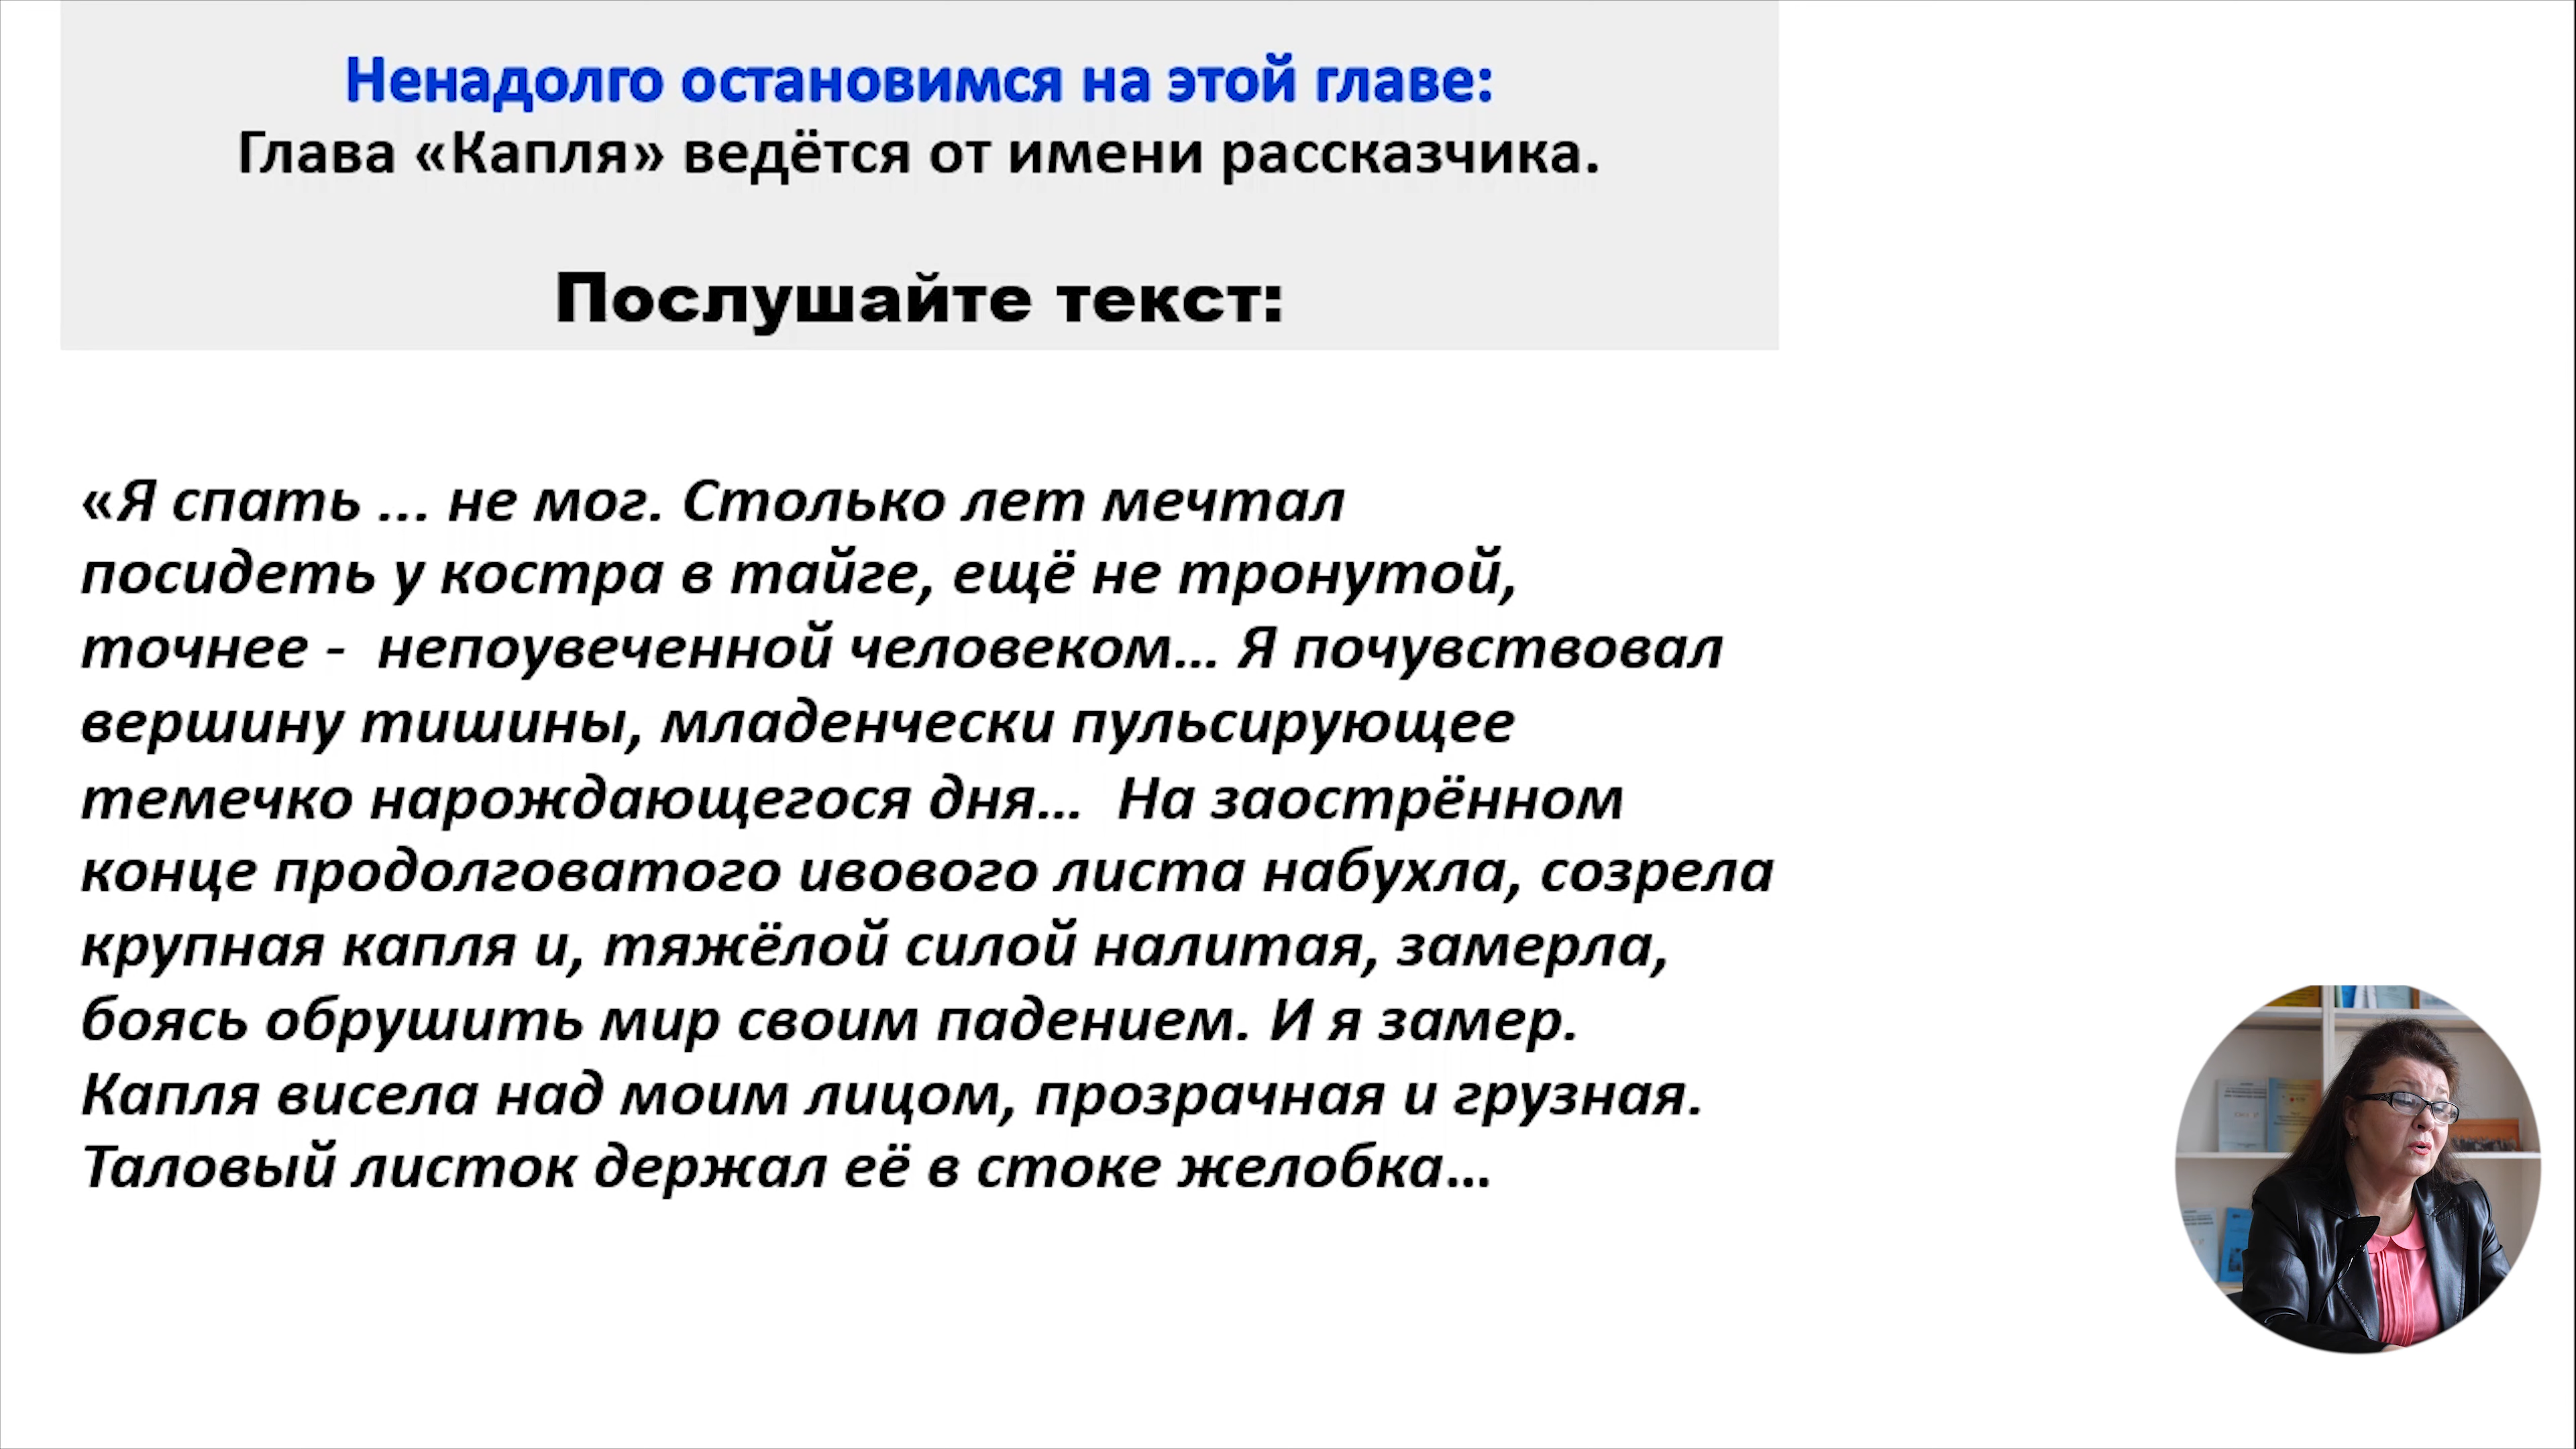 Ненадолго остановимся на этой главе:
Глава «Капля» ведётся от имени рассказчика.
Послушайте текст:
«Я спать ... не мог. Столько лет мечтал
посидеть у костра в тайге, ещё не тронутой,
точнее - непоувеченной человеком... Я почувствовал
вершину тишины, младенчески пульсирующее
темечко нарождающегося дня... На заострённом
конце продолговатого ивового листа набухла, созрела
крупная капля и, тяжёлой силой налитая, замерла,
боясь обрушить мир своим падением. И я замер.
Капля висела над моим лицом, прозрачная и грузная.
Таловый листок держал её в стоке желобка...